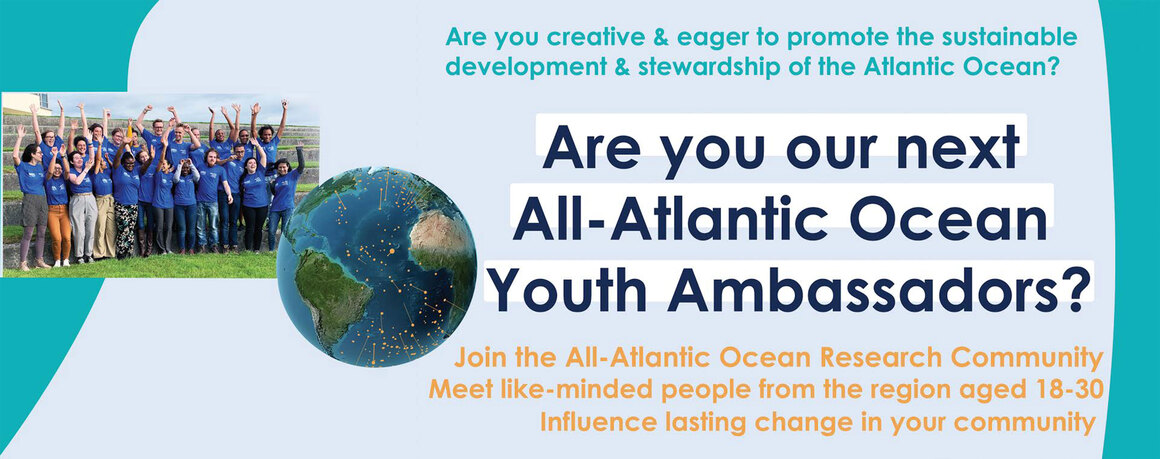 Are you creative & eager to promote the sustainable
development & stewardship of the Atlantic Ocean?
Are you our next
All-Atlantic Ocean
Youth Ambassadors?
Join the All-Atlantic Ocean Research Community
Meet like-minded people from the region aged 18-30
Influence lasting change in your community